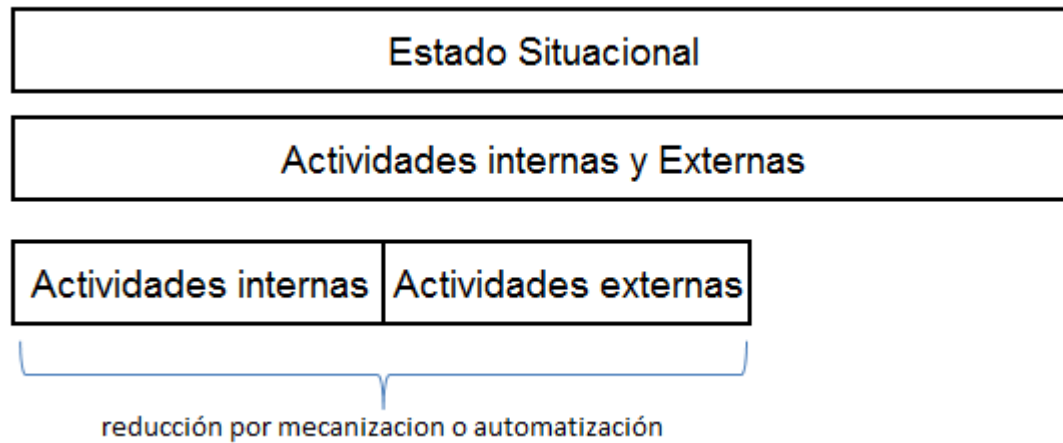 Estado Situacional
Actividades internas y Externas
Actividades internas Actividades externas
reducción por mecanizacion o automatización